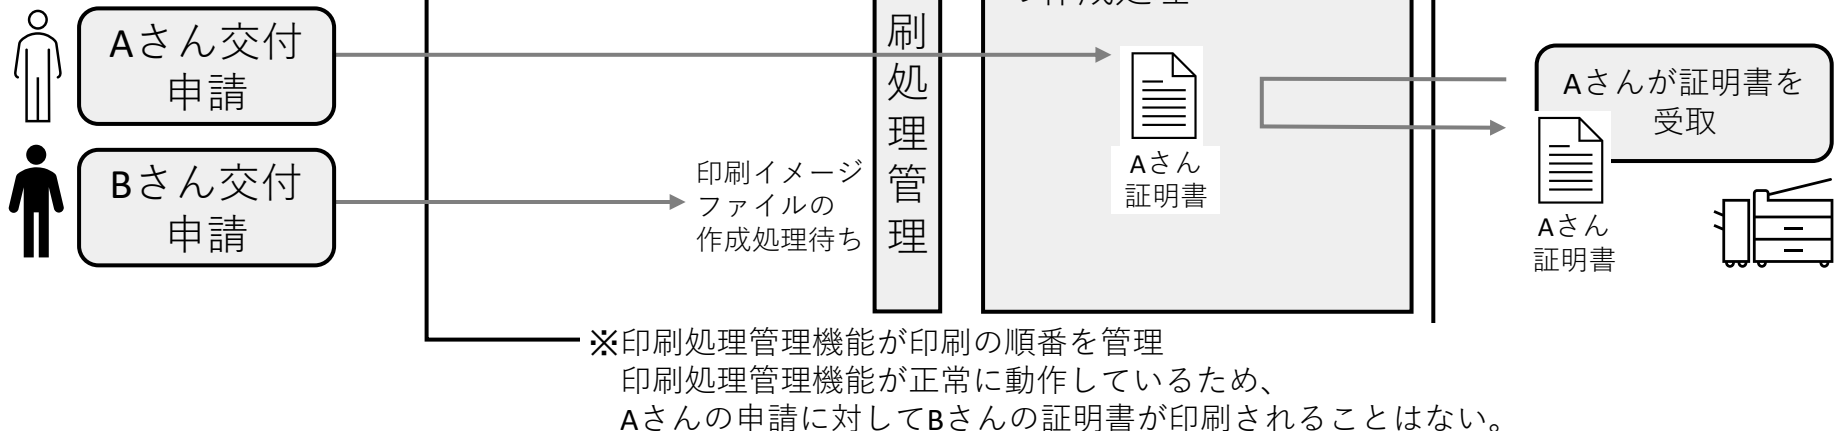 Aさん交付
申請
Bさん交付
申請
印刷イメージ
ファイルの
作成処理待ち
刷
処
理
管
理
Aさん
証明書
Aさんが証明書を
受取
Aさん
証明書
※印刷処理管理機能が印刷の順番を管理
印刷処理管理機能が正常に動作しているため、
Aさんの申請に対してBさんの証明書が印刷されることはない。